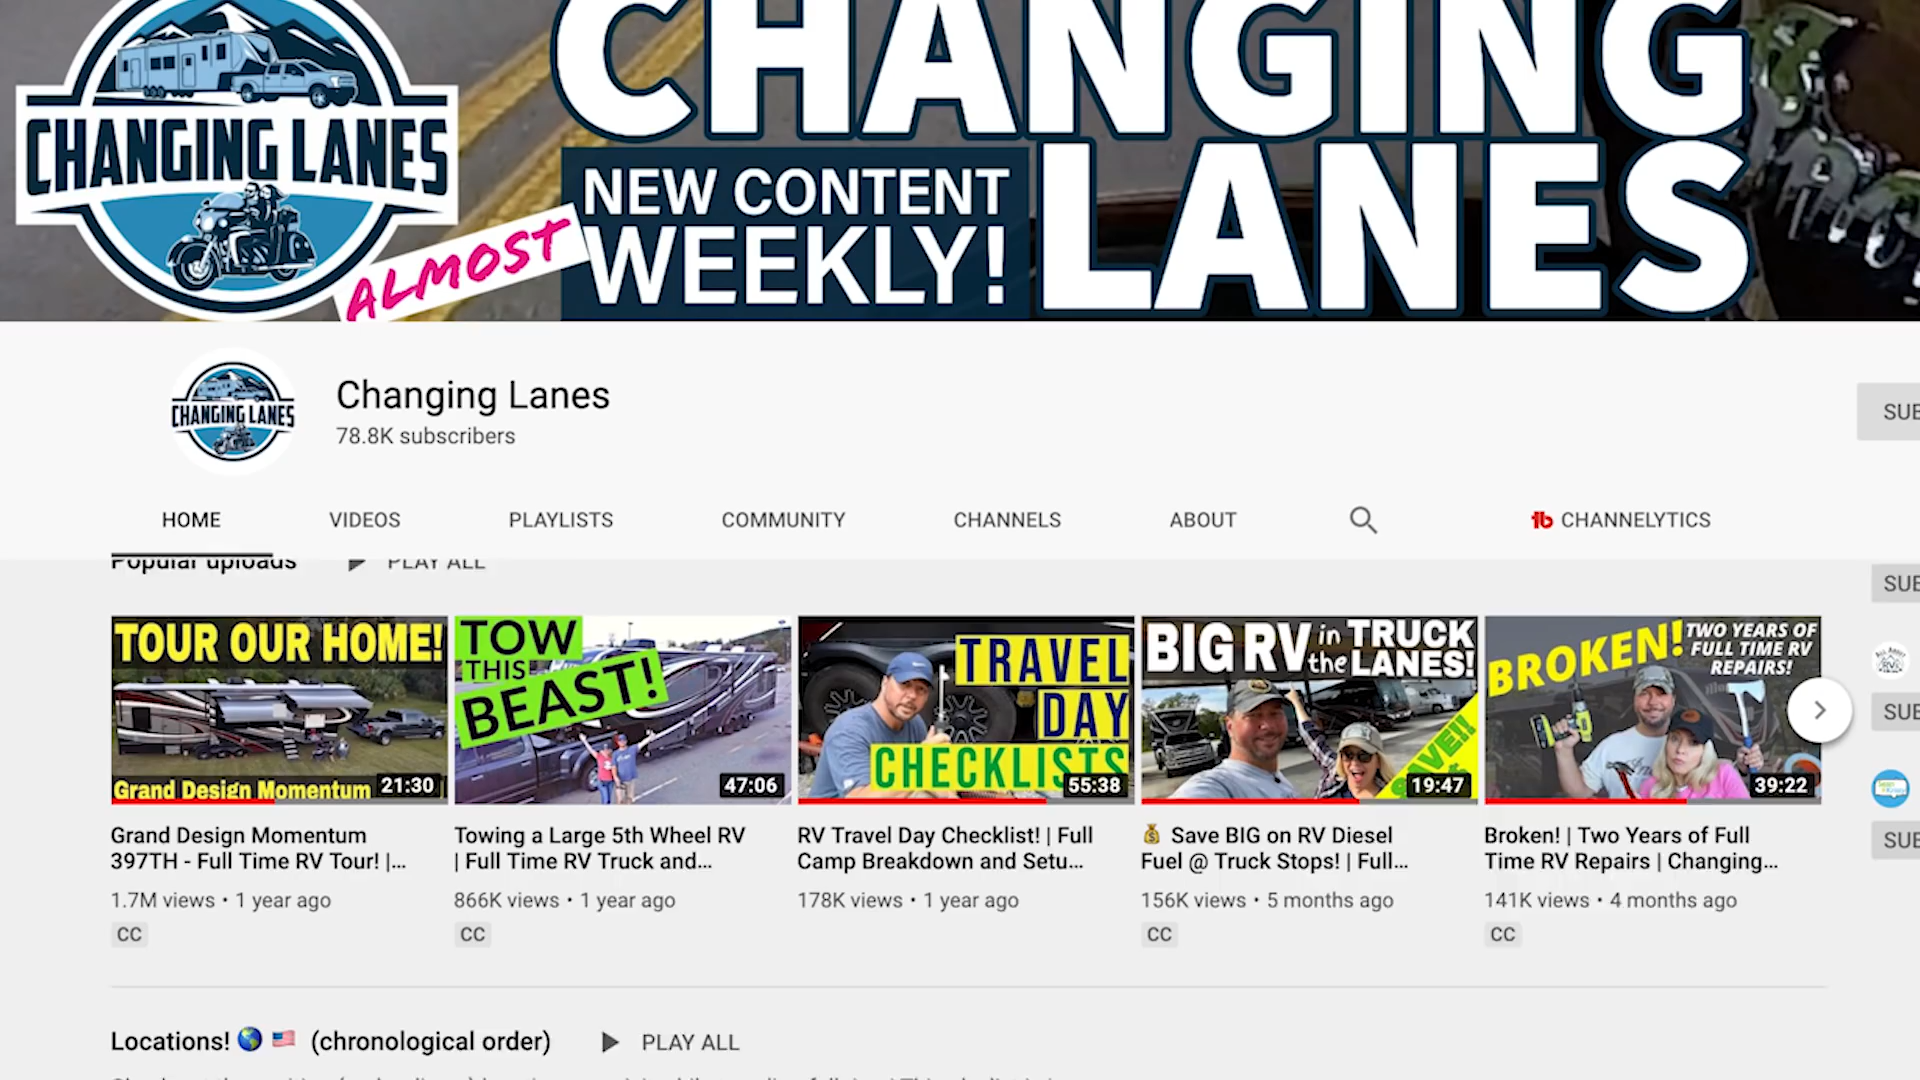 CHANGING
LANES
CHANGING LANES
ALMOST
NEW CONTENT
WEEKLY!
CHANGING LANES
Changing Lanes
78.8K subscribers
SUB
HOME VIDEOS PLAYLISTS COMMUNITY CHANNELS ABOUT CHANNELYTICS
Popular uploads PLAY ALL
SUB
TOUR OUR HOME!
Grand Design Momentum
21:30
TOW
THIS
BEAST!
47:06
TRAVEL
DAY
CHECKLISTS
55:38
BIG RV in the TRUCK LANES!
19:47
BROKEN!
TWO YEARS OF
FULL TIME RV
REPAIRS!
39:22
SUB
SUB
Grand Design Momentum
397TH - Full Time RV Tour! |...
1.7M views • 1 year ago
CC
Towing a Large 5th Wheel RV
| Full Time RV Truck and...
866K views • 1 year ago
CC
RV Travel Day Checklist! | Full
Camp Breakdown and Setu...
178K views • 1 year ago
💰 Save BIG on RV Diesel
Fuel @ Truck Stops! | Full...
156K views • 5 months ago
CC
Broken! | Two Years of Full
Time RV Repairs | Changing...
141K views • 4 months ago
CC
Locations! 🌎 🇺🇸 (chronological order) PLAY ALL